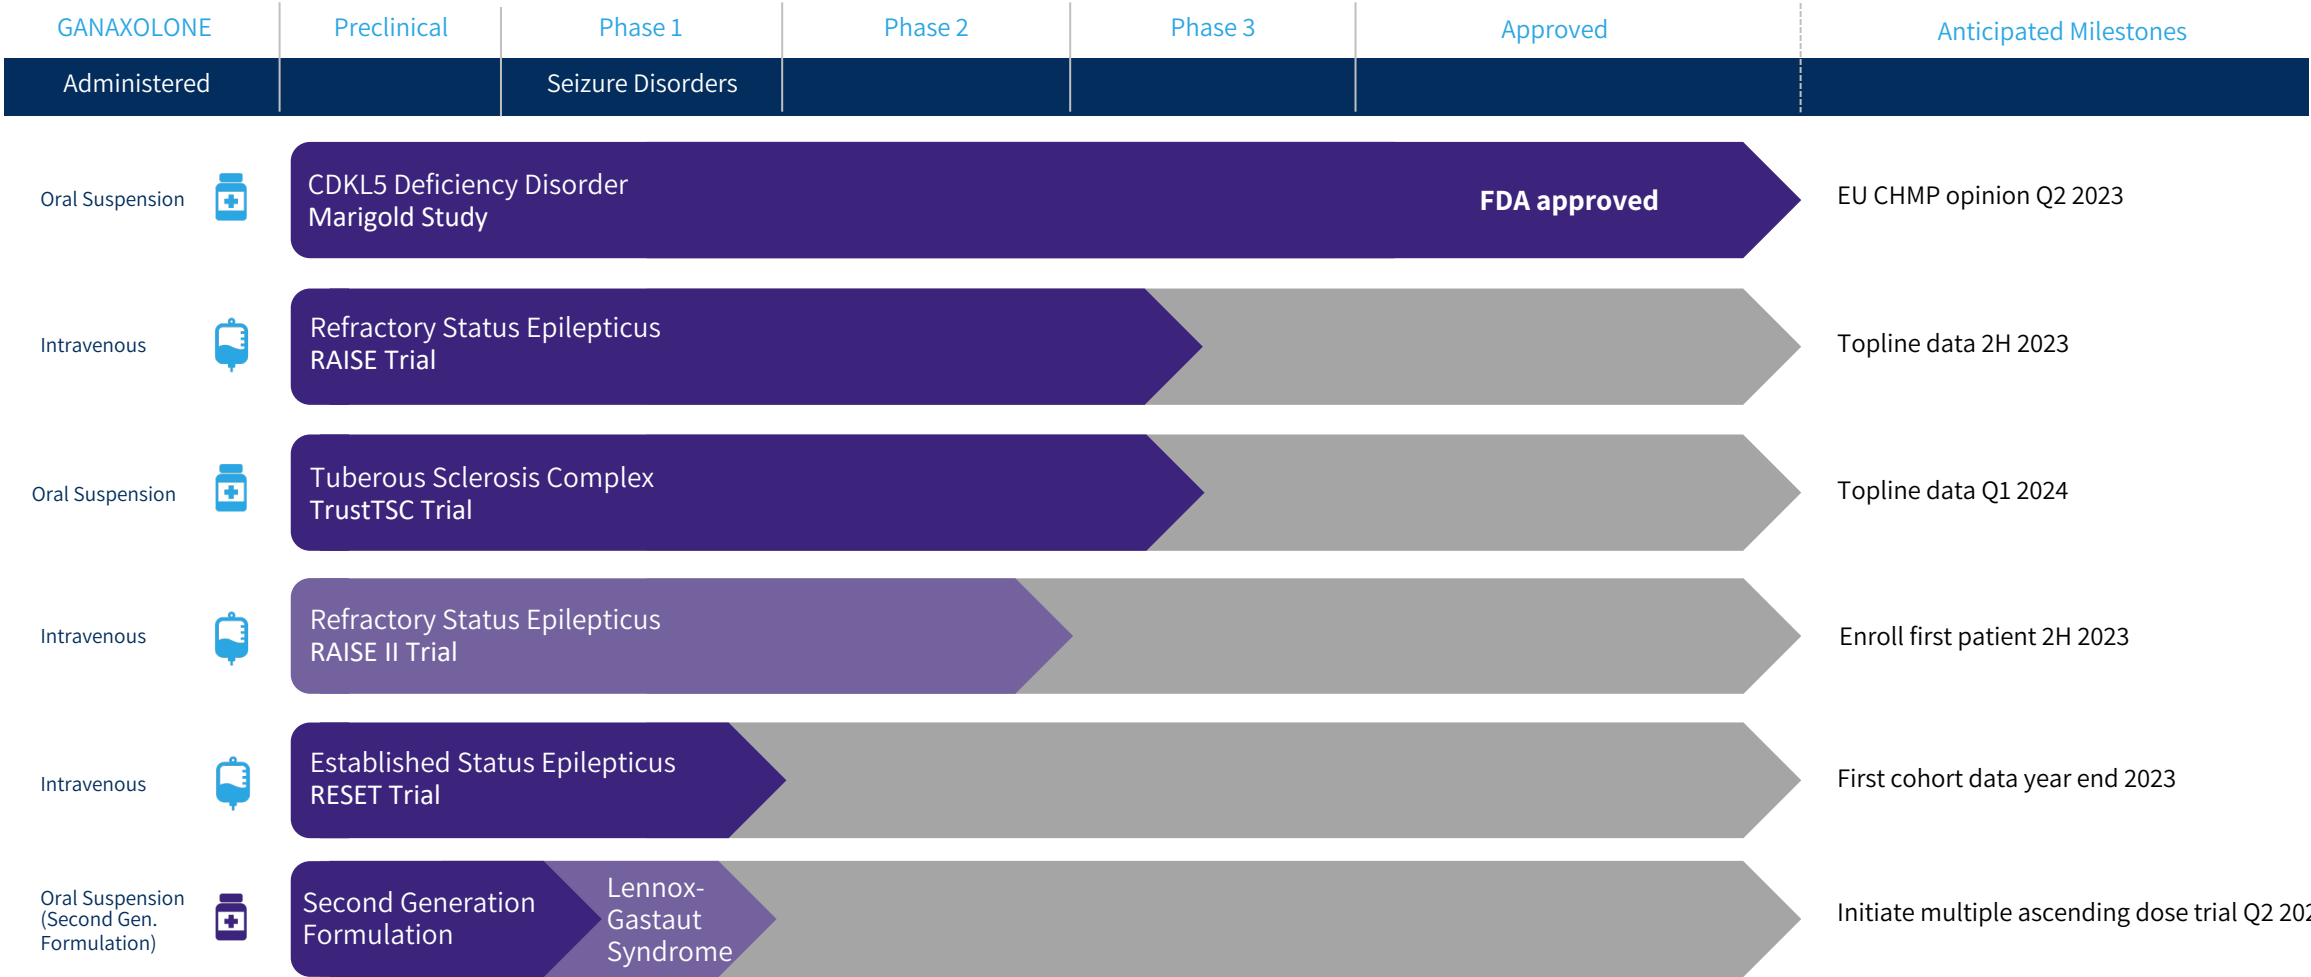 GANAXOLONE Preclinical Phase 1 Phase 2 Phase 3 Approved Anticipated Milestones
Administered Seizure Disorders
Oral Suspension
CDKL5 Deficiency Disorder
Marigold Study
FDA approved
EU CHMP opinion Q2 2023
Intravenous
Refractory Status Epilepticus
RAISE Trial
Topline data 2H 2023
Oral Suspension
Tuberous Sclerosis Complex
TrustTSC Trial
Topline data Q1 2024
Intravenous
Refractory Status Epilepticus
RAISE II Trial
Enroll first patient 2H 2023
Intravenous
Established Status Epilepticus
RESET Trial
First cohort data year end 2023
Oral Suspension
(Second Gen.
Formulation)
Second Generation
Formulation
Lennox-
Gastaut
Syndrome
Initiate multiple ascending dose trial Q2